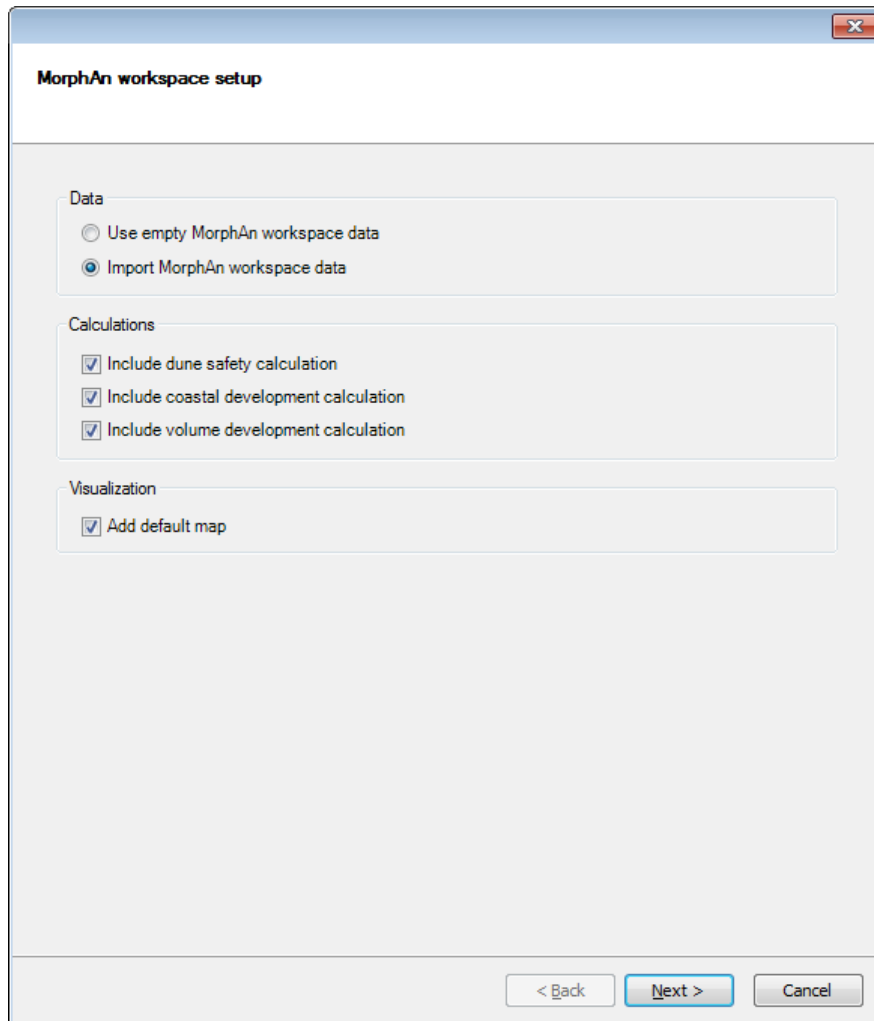 MorphAn workspace setup
Data
Use empty MorphAn workspace data
Import MorphAn workspace data
Calculations
Include dune safety calculation
Include coastal development calculation
Include volume development calculation
Visualization
Add default map
< Back
Next >
Cancel